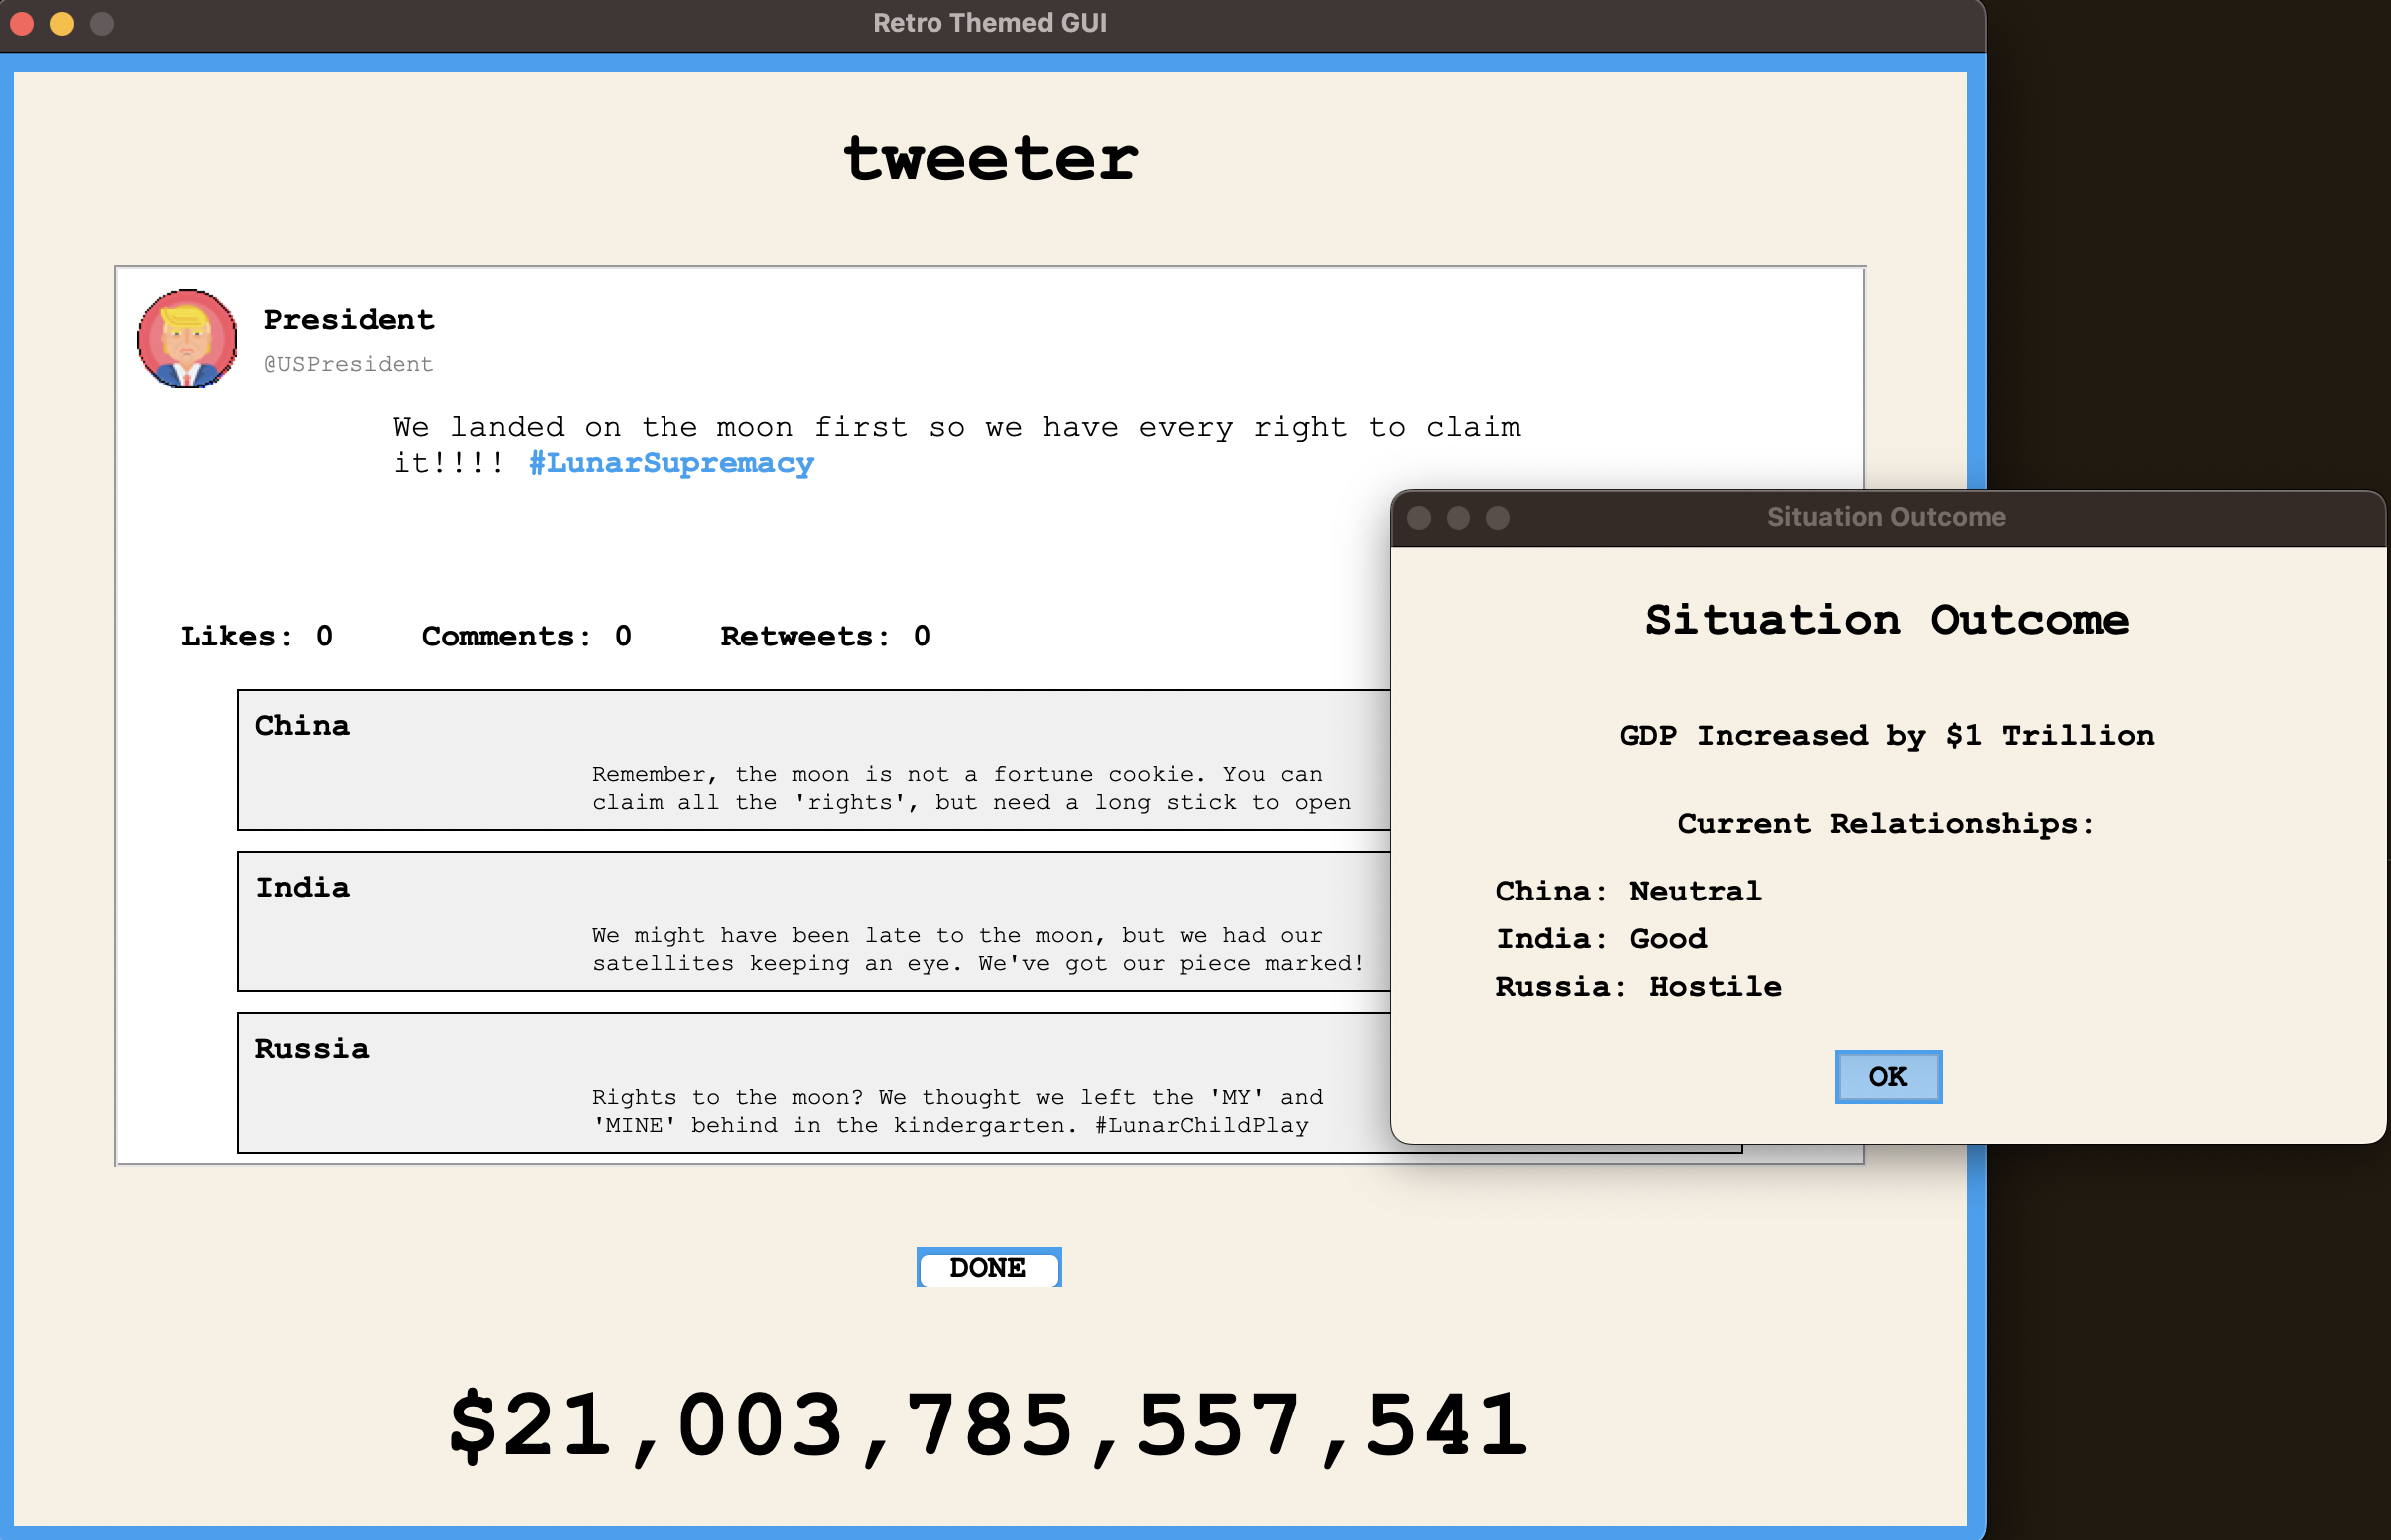 Retro Themed GUI
tweeter
President
@USPresident
We landed on the moon first so we have every right to claim
it!!!! #LunarSupremacy
Likes: 0 Comments: 0 Retweets: 0
China
Remember, the moon is not a fortune cookie. You can
claim all the 'rights', but need a long stick to open
India
We might have been late to the moon, but we had our
satellites keeping an eye. We've got our piece marked!
Russia
Rights to the moon? We thought we left the 'MY' and
'MINE' behind in the kindergarten. #LunarChildPlay
DONE
$21,003,785,557,541
Situation Outcome
Situation Outcome
GDP Increased by $1 Trillion
Current Relationships:
China: Neutral
India: Good
Russia: Hostile
OK